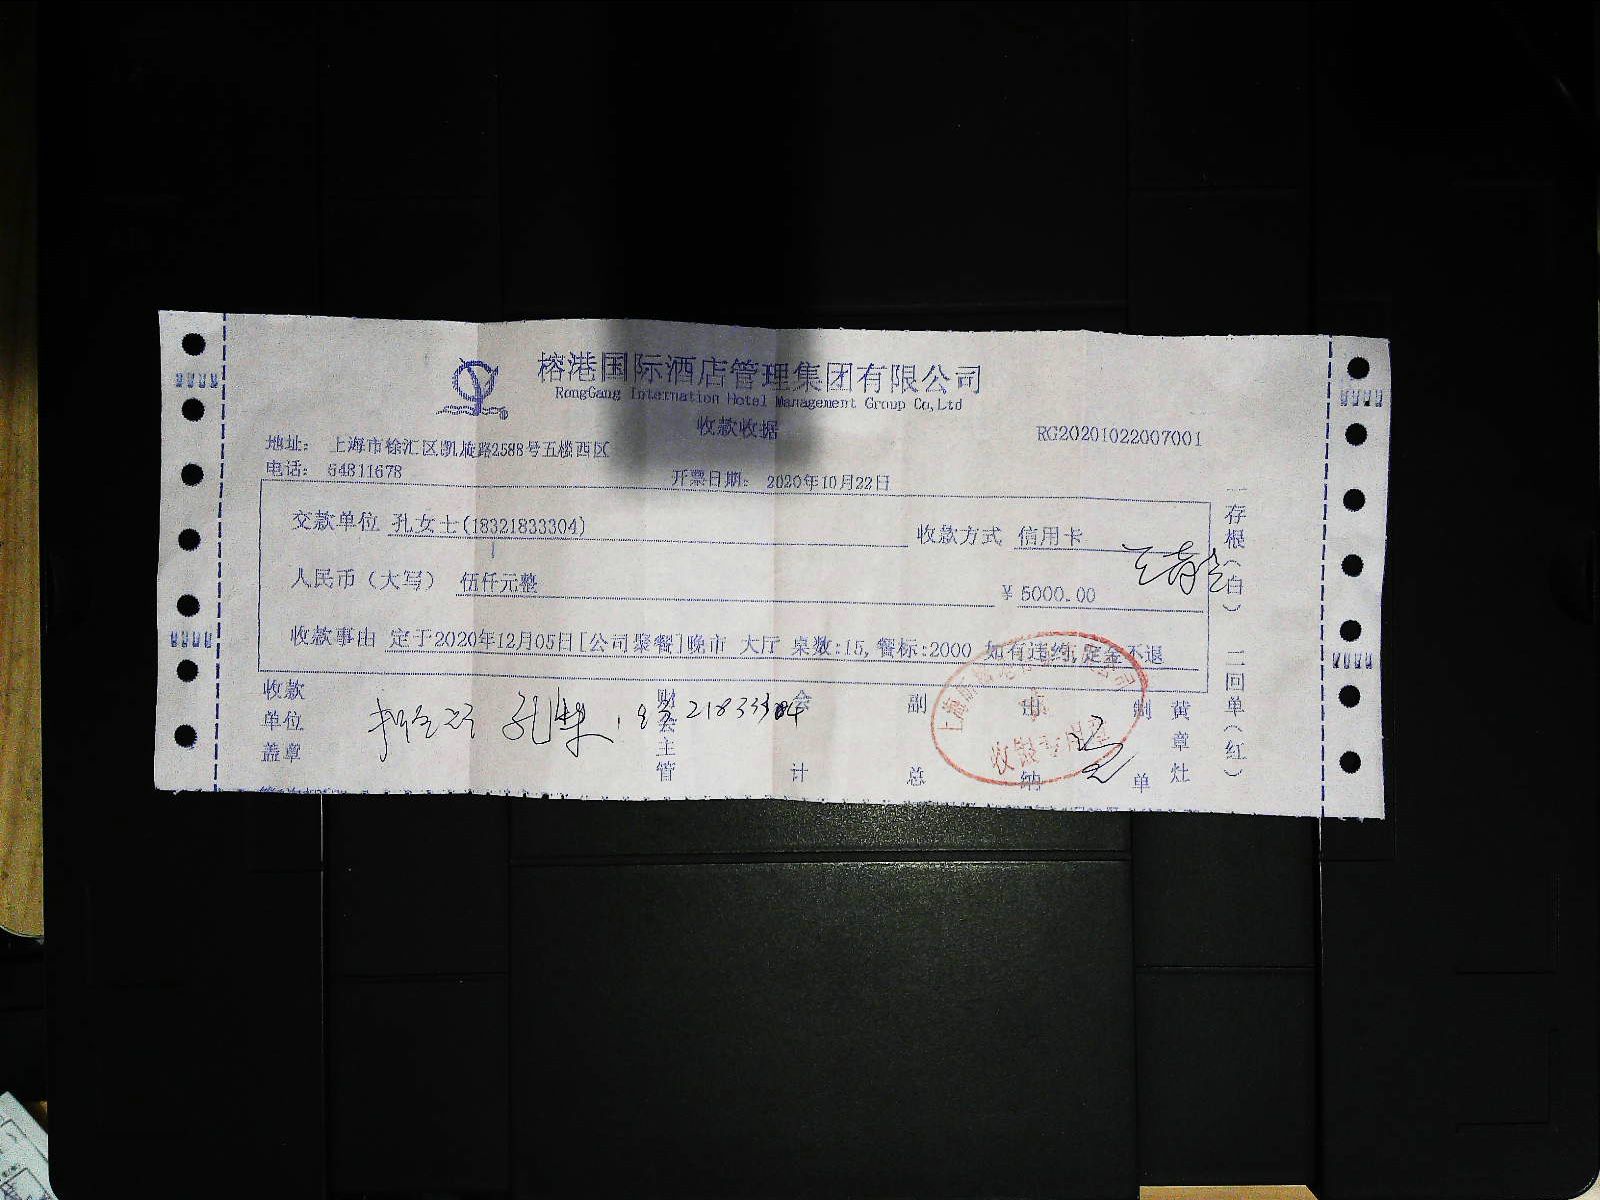 榕港国际酒店管理集团有限公司
RongGang Internation Hotel Management Group Co,Ltd
收款收据
RG20201022007001
地址： 上海市徐汇区凯旋路2588号五楼西区
电话： 54811678
开票日期： 2020年10月22日
交款单位 孔女士(18321833304) 收款方式 信用卡
人民币（大写） 伍仟元整 ¥ 5000.00
收款事由 定于2020年12月05日[公司聚餐]晚市 大厅 桌数:15,餐标:2000 如有违约,定金不退
收款单位盖章 财会主管 会计 副总 出纳 制单 黄章灶
21833304
收银专用章
一存根（白） 二回单（红）